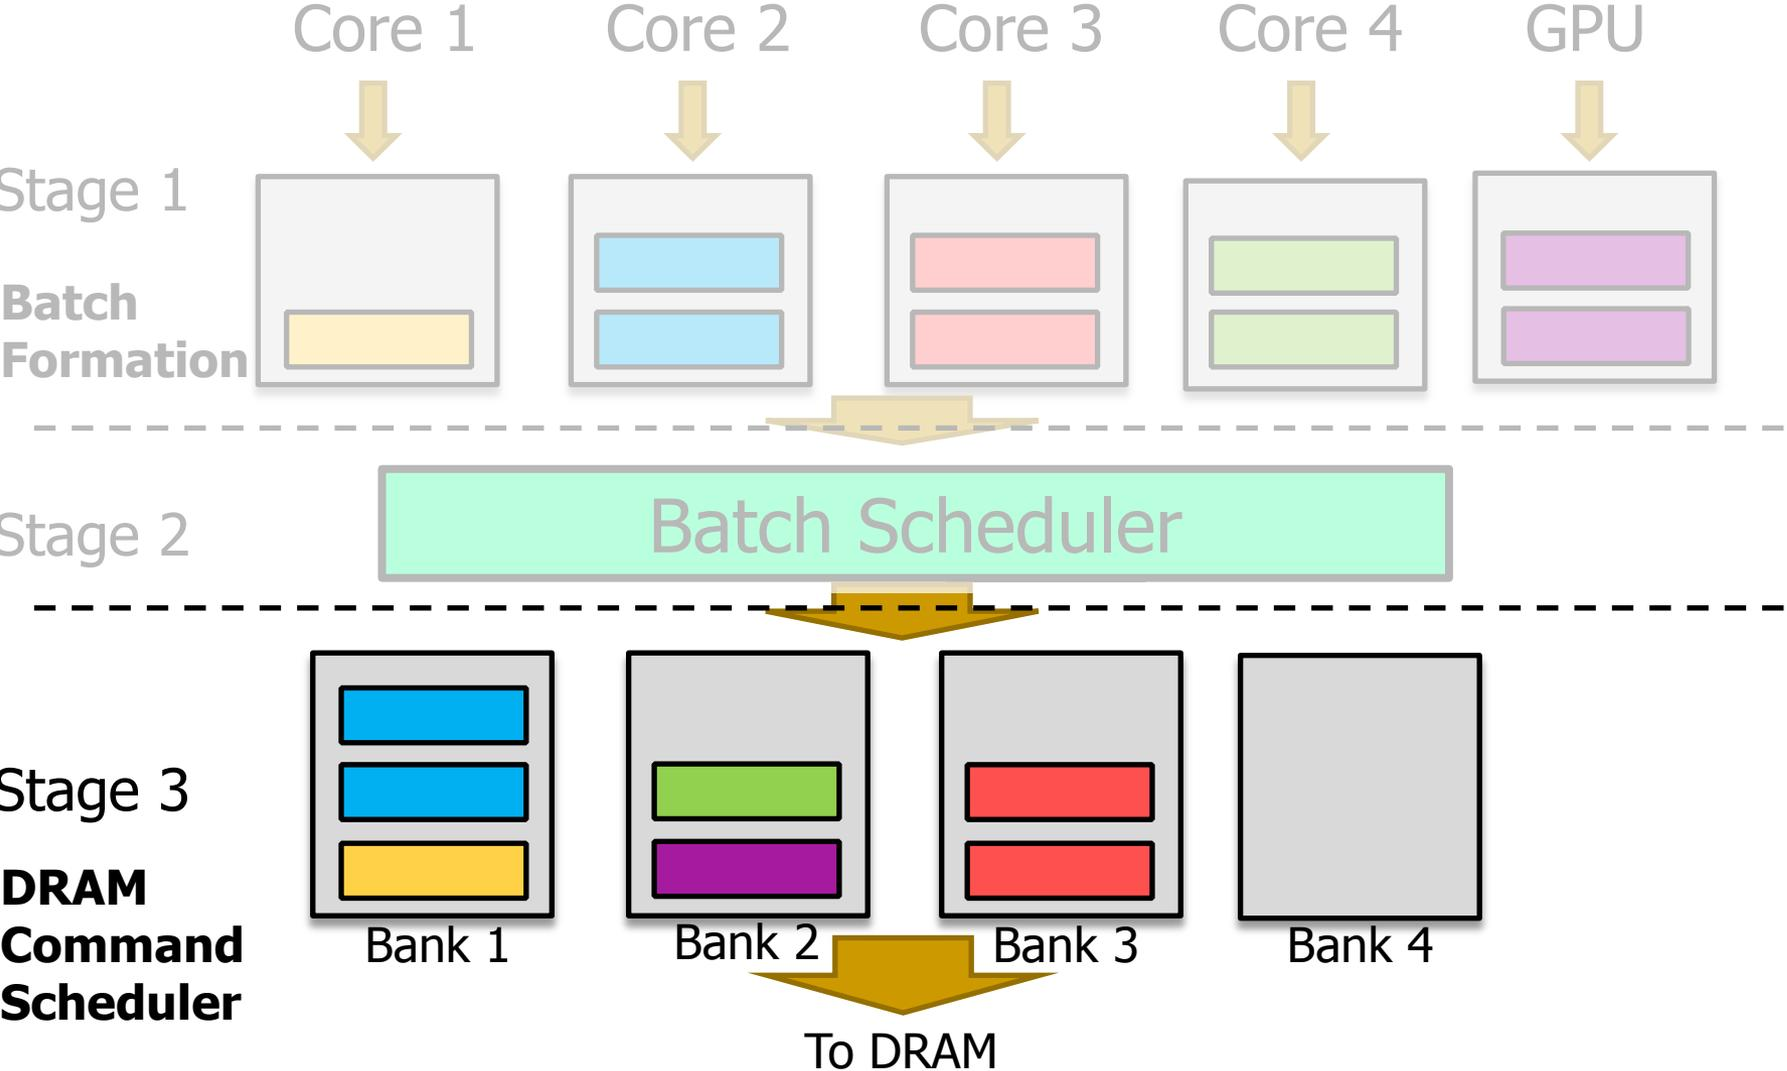 Core 1
Core 2
Core 3
Core 4
GPU
Stage 1
Batch
Formation
Stage 2
Batch Scheduler
Stage 3
DRAM
Command
Scheduler
Bank 1
Bank 2
Bank 3
Bank 4
To DRAM